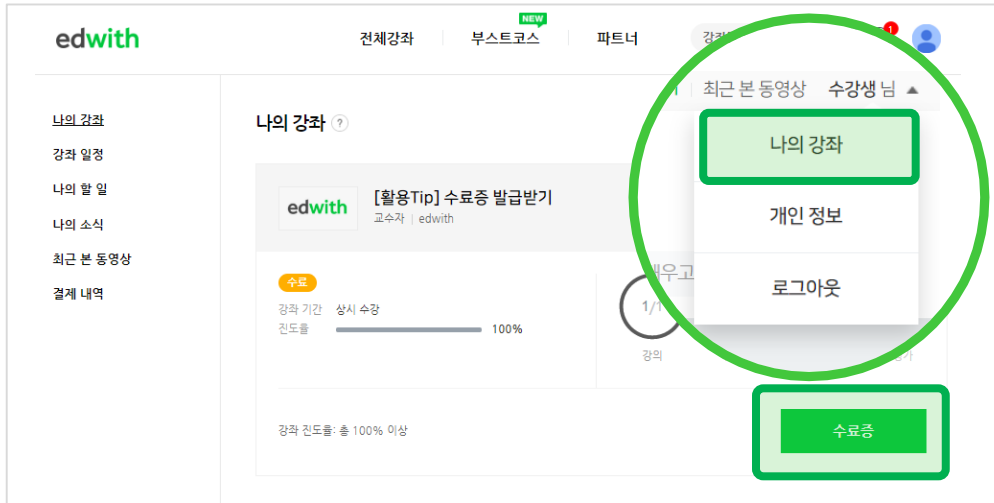 edwith
전체강좌
NEW
부스트코스
파트너
1
최근 본 동영상 수강생 님 ▲
나의 강좌
개인 정보
로그아웃
나의 강좌
강좌 일정
나의 할 일
나의 소식
최근 본 동영상
결제 내역
나의 강좌 ?
edwith
[활용Tip] 수료증 발급받기
교수자 | edwith
수료
강좌 기간 상시 수강
진도율 100%
1/1
강의
강좌 진도율: 총 100% 이상
수료증